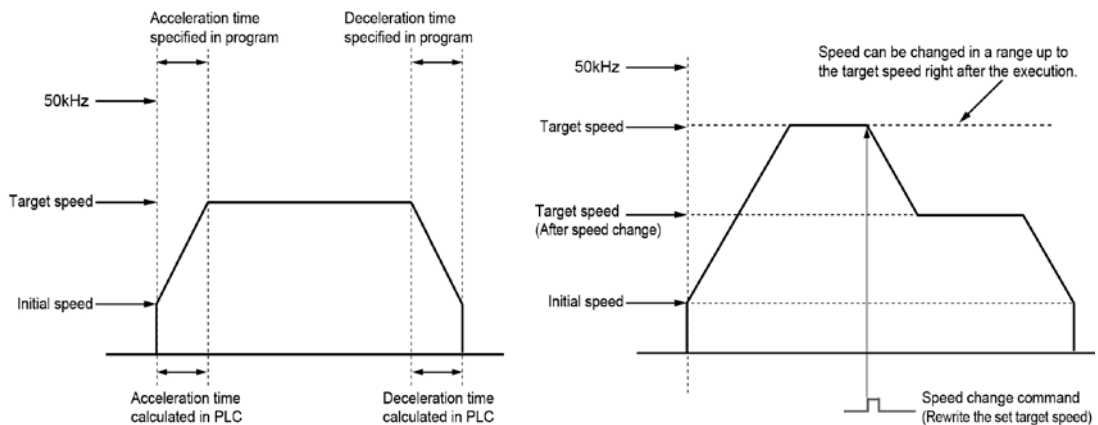 Acceleration time
specified in program
Deceleration time
specified in program
50kHz
Target speed
Initial speed
Acceleration time
calculated in PLC
Deceleration time
calculated in PLC
Speed can be changed in a range up to
the target speed right after the execution.
50kHz
Target speed
Target speed
(After speed change)
Initial speed
Speed change command
(Rewrite the set target speed)